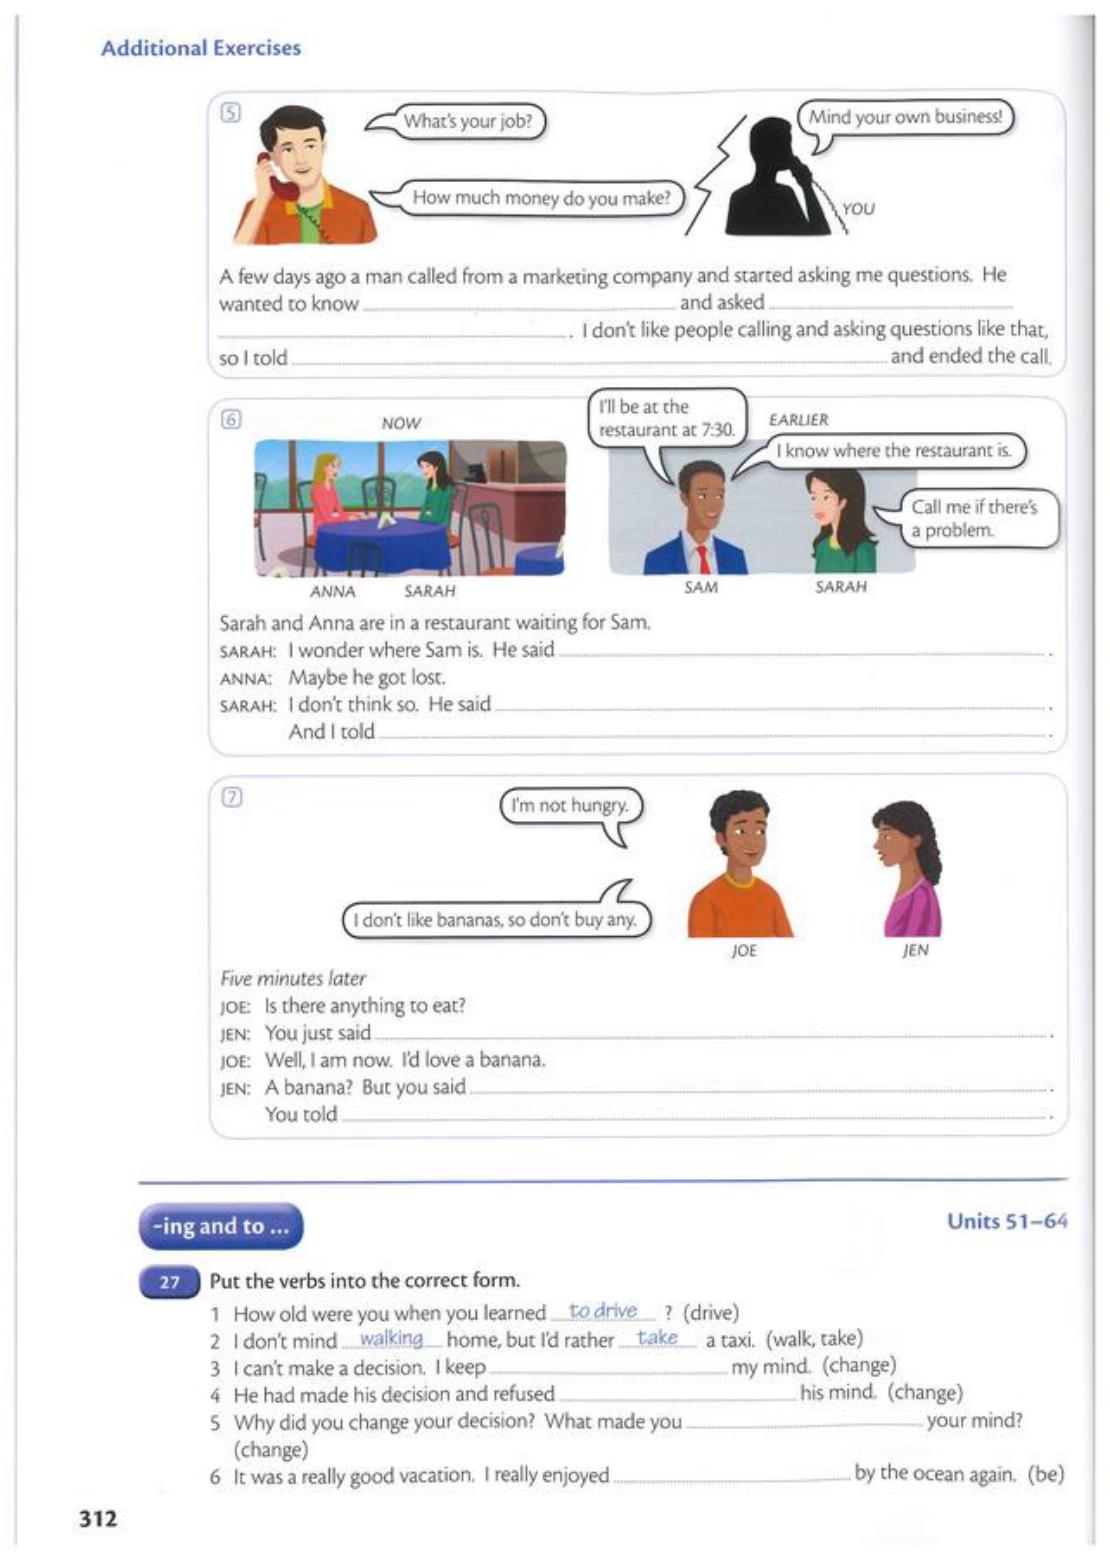 Additional Exercises
5
What's your job?
Mind your own business!
How much money do you make?
YOU
A few days ago a man called from a marketing company and started asking me questions. He
wanted to know and asked
. I don't like people calling and asking questions like that,
so I told and ended the call.
6
NOW
I'll be at the
restaurant at 7:30.
EARLIER
I know where the restaurant is.
Call me if there's
a problem.
ANNA SARAH
SAM SARAH
Sarah and Anna are in a restaurant waiting for Sam.
SARAH: I wonder where Sam is. He said .
ANNA: Maybe he got lost.
SARAH: I don't think so. He said .
And I told .
7
I'm not hungry.
I don't like bananas, so don't buy any.
JOE JEN
Five minutes later
JOE: Is there anything to eat?
JEN: You just said .
JOE: Well, I am now. I'd love a banana.
JEN: A banana? But you said .
You told .
-ing and to ...
Units 51–64
27 Put the verbs into the correct form.
1 How old were you when you learned to drive ? (drive)
2 I don't mind walking home, but I'd rather take a taxi. (walk, take)
3 I can't make a decision. I keep my mind. (change)
4 He had made his decision and refused his mind. (change)
5 Why did you change your decision? What made you your mind?
(change)
6 It was a really good vacation. I really enjoyed by the ocean again. (be)
312